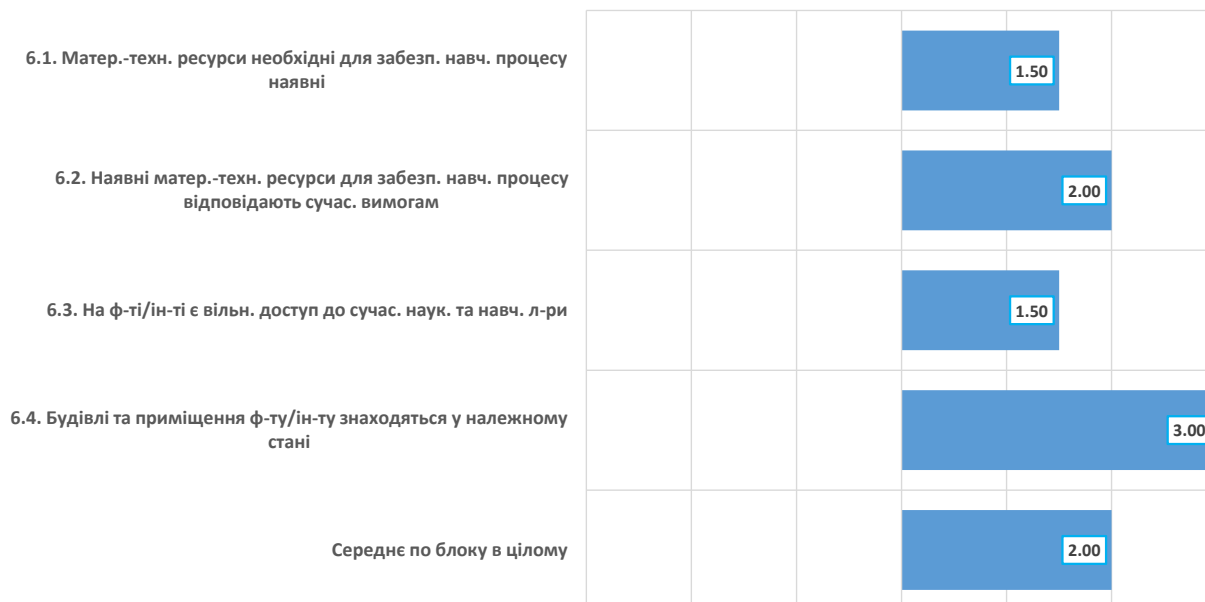 6.1. Матер.-техн. ресурси необхідні для забезп. навч. процесу
наявні
1.50
6.2. Наявні матер.-техн. ресурси для забезп. навч. процесу
відповідають сучас. вимогам
2.00
6.3. На ф-ті/ін-ті є вільн. доступ до сучас. наук. та навч. л-ри
1.50
6.4. Будівлі та приміщення ф-ту/ін-ту знаходяться у належному
стані
3.00
Середнє по блоку в цілому
2.00